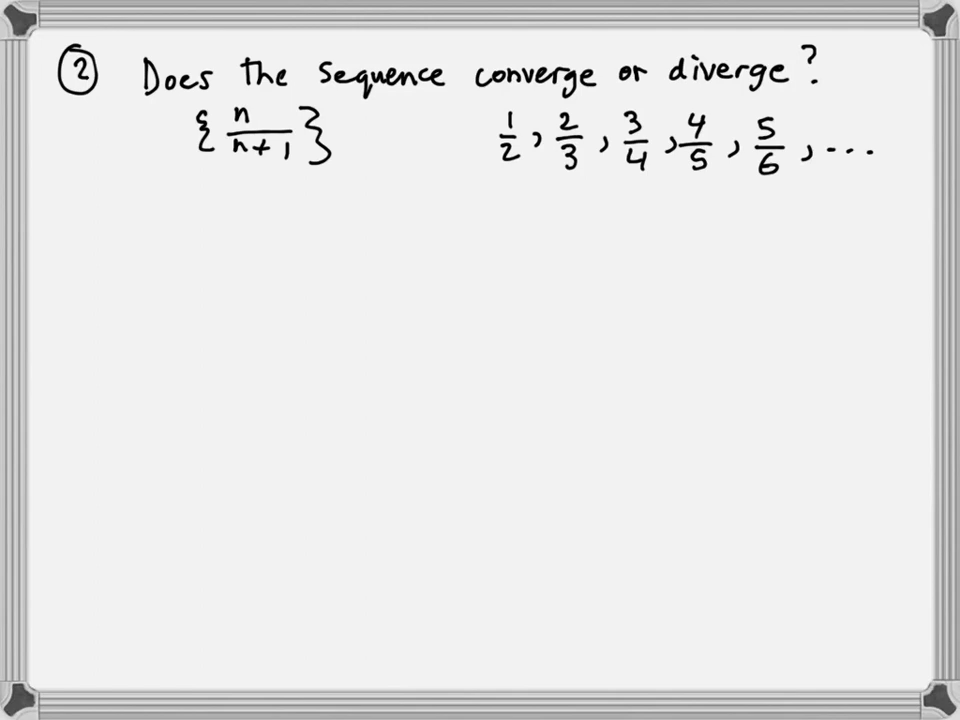 ② Does the sequence converge or diverge?
{n/(n+1)} 1/2, 2/3, 3/4, 4/5, 5/6, ...